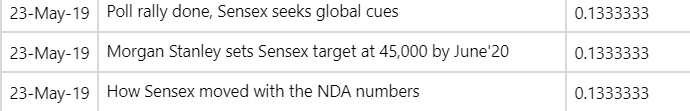 23-May-19 Poll rally done, Sensex seeks global cues 0.1333333
23-May-19 Morgan Stanley sets Sensex target at 45,000 by June'20 0.1333333
23-May-19 How Sensex moved with the NDA numbers 0.1333333